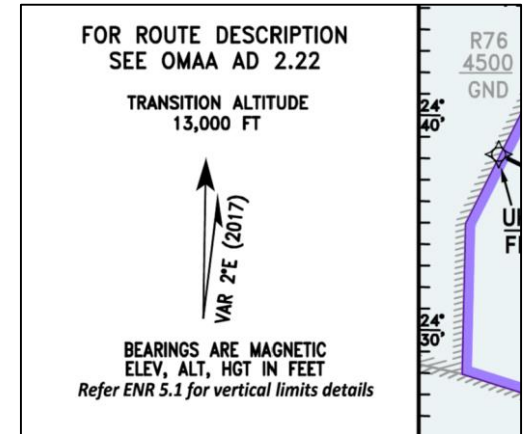 FOR ROUTE DESCRIPTION
SEE OMAA AD 2.22
TRANSITION ALTITUDE
13,000 FT
VAR 2°E (2017)
BEARINGS ARE MAGNETIC
ELEV, ALT, HGT IN FEET
Refer ENR 5.1 for vertical limits details
R76
4500
GND
24°
40'
24°
30'